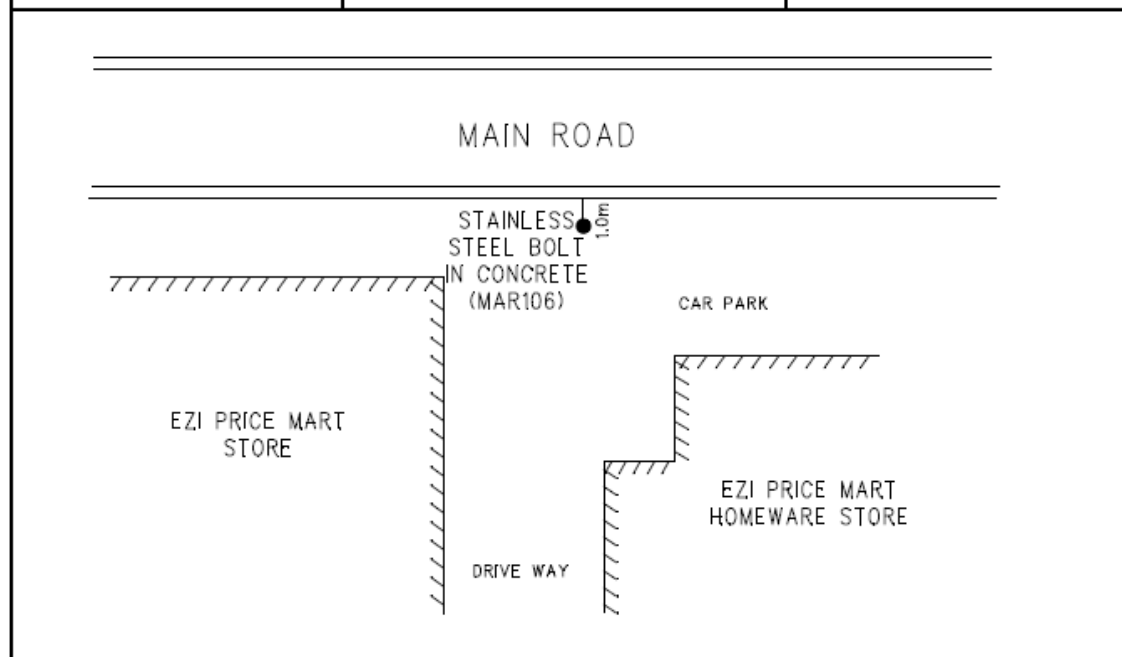 MAIN ROAD
STAINLESS
STEEL BOLT
IN CONCRETE
(MAR106)
1.0m
CAR PARK
EZI PRICE MART
STORE
EZI PRICE MART
HOMEWARE STORE
DRIVE WAY